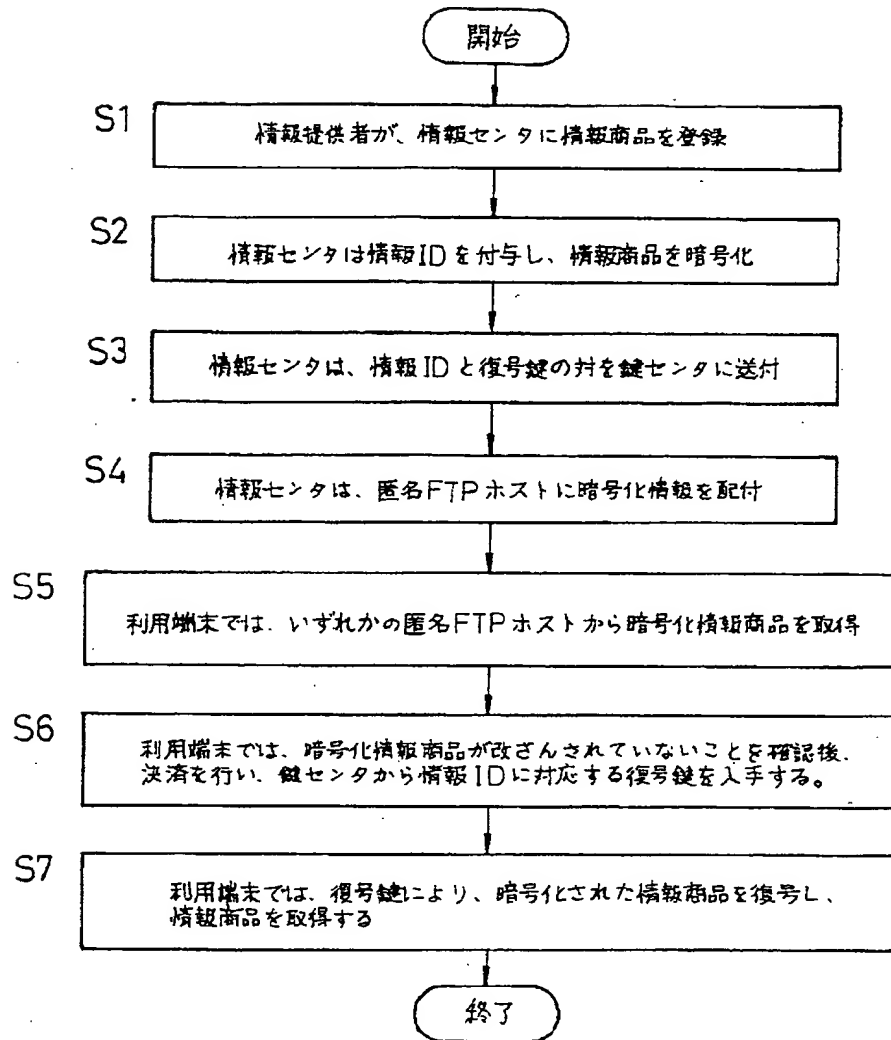 開始
S1
情報提供者が、情報センタに情報商品を登録
S2
情報センタは情報IDを付与し、情報商品を暗号化
S3
情報センタは、情報IDと復号鍵の対を鍵センタに送付
S4
情報センタは、匿名FTPホストに暗号化情報を配付
S5
利用端末では、いずれかの匿名FTPホストから暗号化情報商品を取得
S6
利用端末では、暗号化情報商品が改ざんされていないことを確認後、
決済を行い、鍵センタから情報IDに対応する復号鍵を入手する。
S7
利用端末では、復号鍵により、暗号化された情報商品を復号し、
情報商品を取得する
終了